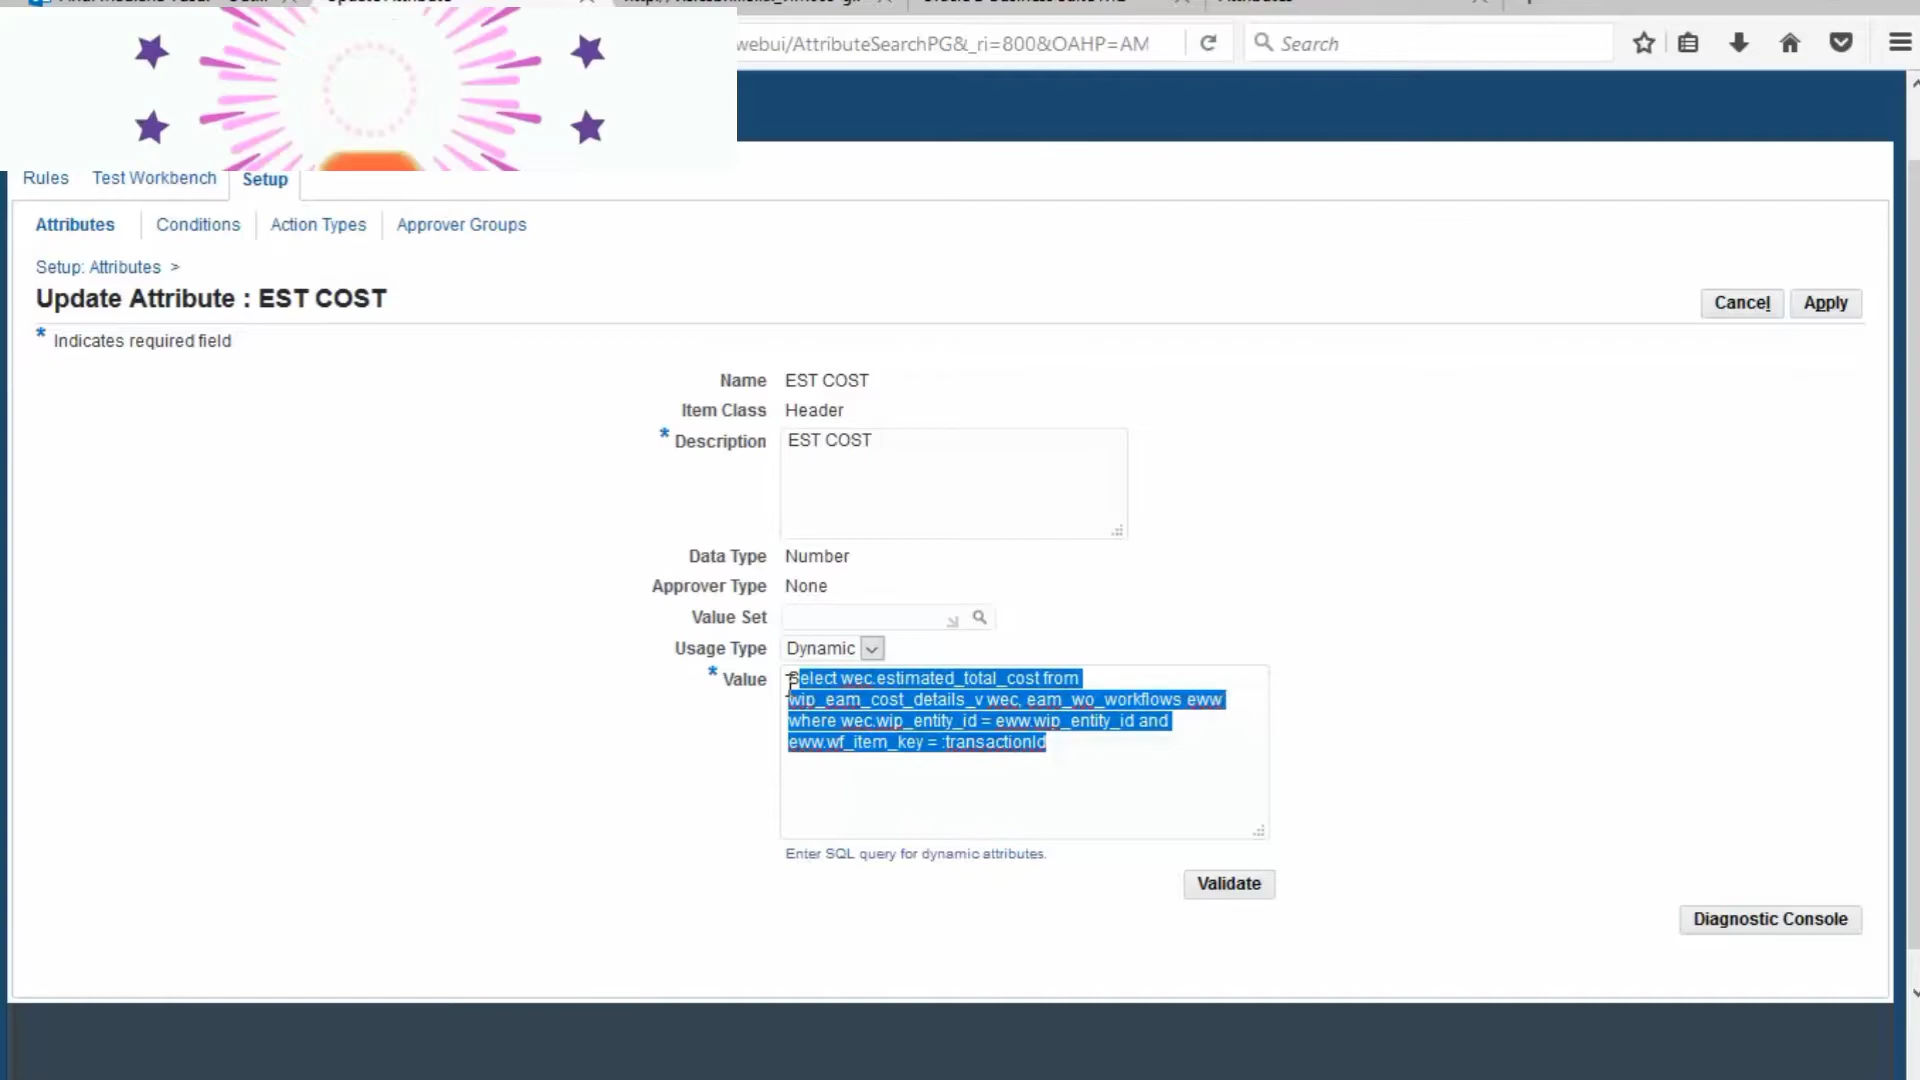 webui/AttributeSearchPG&_ri=800&OAHP=AM
Search
Rules Test Workbench Setup
Attributes Conditions Action Types Approver Groups
Setup: Attributes >
Update Attribute : EST COST
Cancel Apply
* Indicates required field
Name EST COST
Item Class Header
* Description EST COST
Data Type Number
Approver Type None
Value Set
Usage Type Dynamic
* Value Select wec.estimated_total_cost from
wip_eam_cost_details_v wec, eam_wo_workflows eww
where wec.wip_entity_id = eww.wip_entity_id and
eww.wf_item_key = :transactionId
Enter SQL query for dynamic attributes.
Validate
Diagnostic Console